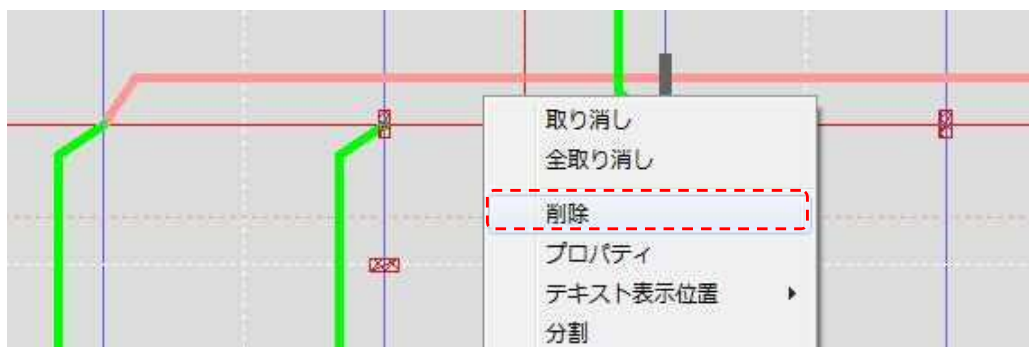 取り消し
全取り消し
削除
プロパティ
テキスト表示位置
分割